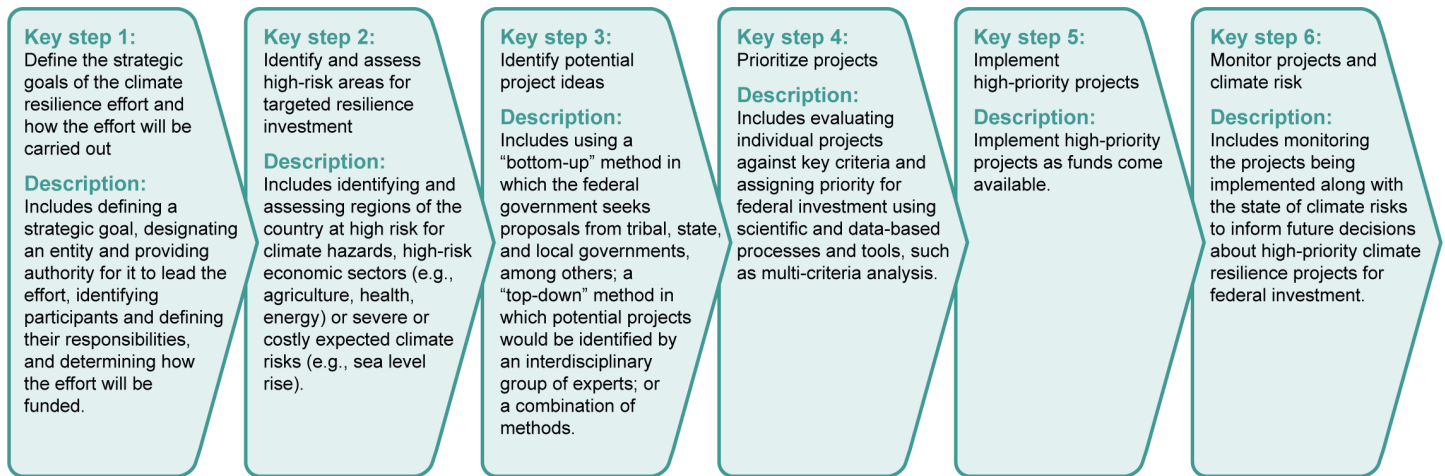 Key step 1:
Define the strategic
goals of the climate
resilience effort and
how the effort will be
carried out
Description:
Includes defining a
strategic goal, designating
an entity and providing
authority for it to lead the
effort, identifying
participants and defining
their responsibilities,
and determining how
the effort will be
funded.
Key step 2:
Identify and assess
high-risk areas for
targeted resilience
investment
Description:
Includes identifying and
assessing regions of the
country at high risk for
climate hazards, high-risk
economic sectors (e.g.,
agriculture, health,
energy) or severe or
costly expected climate
risks (e.g., sea level
rise).
Key step 3:
Identify potential
project ideas
Description:
Includes using a
“bottom-up” method in
which the federal
government seeks
proposals from tribal, state,
and local governments,
among others; a
“top-down” method in
which potential projects
would be identified by
an interdisciplinary
group of experts; or
a combination of
methods.
Key step 4:
Prioritize projects
Description:
Includes evaluating
individual projects
against key criteria and
assigning priority for
federal investment using
scientific and data-based
processes and tools, such
as multi-criteria analysis.
Key step 5:
Implement
high-priority projects
Description:
Implement high-priority
projects as funds come
available.
Key step 6:
Monitor projects and
climate risk
Description:
Includes monitoring
the projects being
implemented along with
the state of climate risks
to inform future decisions
about high-priority climate
resilience projects for
federal investment.